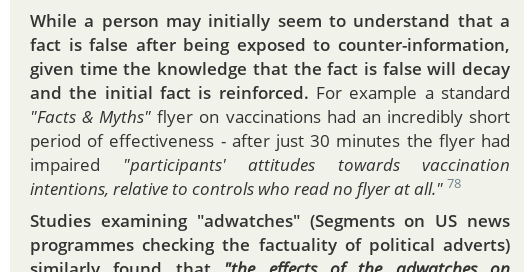 While a person may initially seem to understand that a
fact is false after being exposed to counter-information,
given time the knowledge that the fact is false will decay
and the initial fact is reinforced. For example a standard
"Facts & Myths" flyer on vaccinations had an incredibly short
period of effectiveness - after just 30 minutes the flyer had
impaired "participants' attitudes towards vaccination
intentions, relative to controls who read no flyer at all." 78
Studies examining "adwatches" (Segments on US news
programmes checking the factuality of political adverts)
similarly found that "the effects of the adwatches on